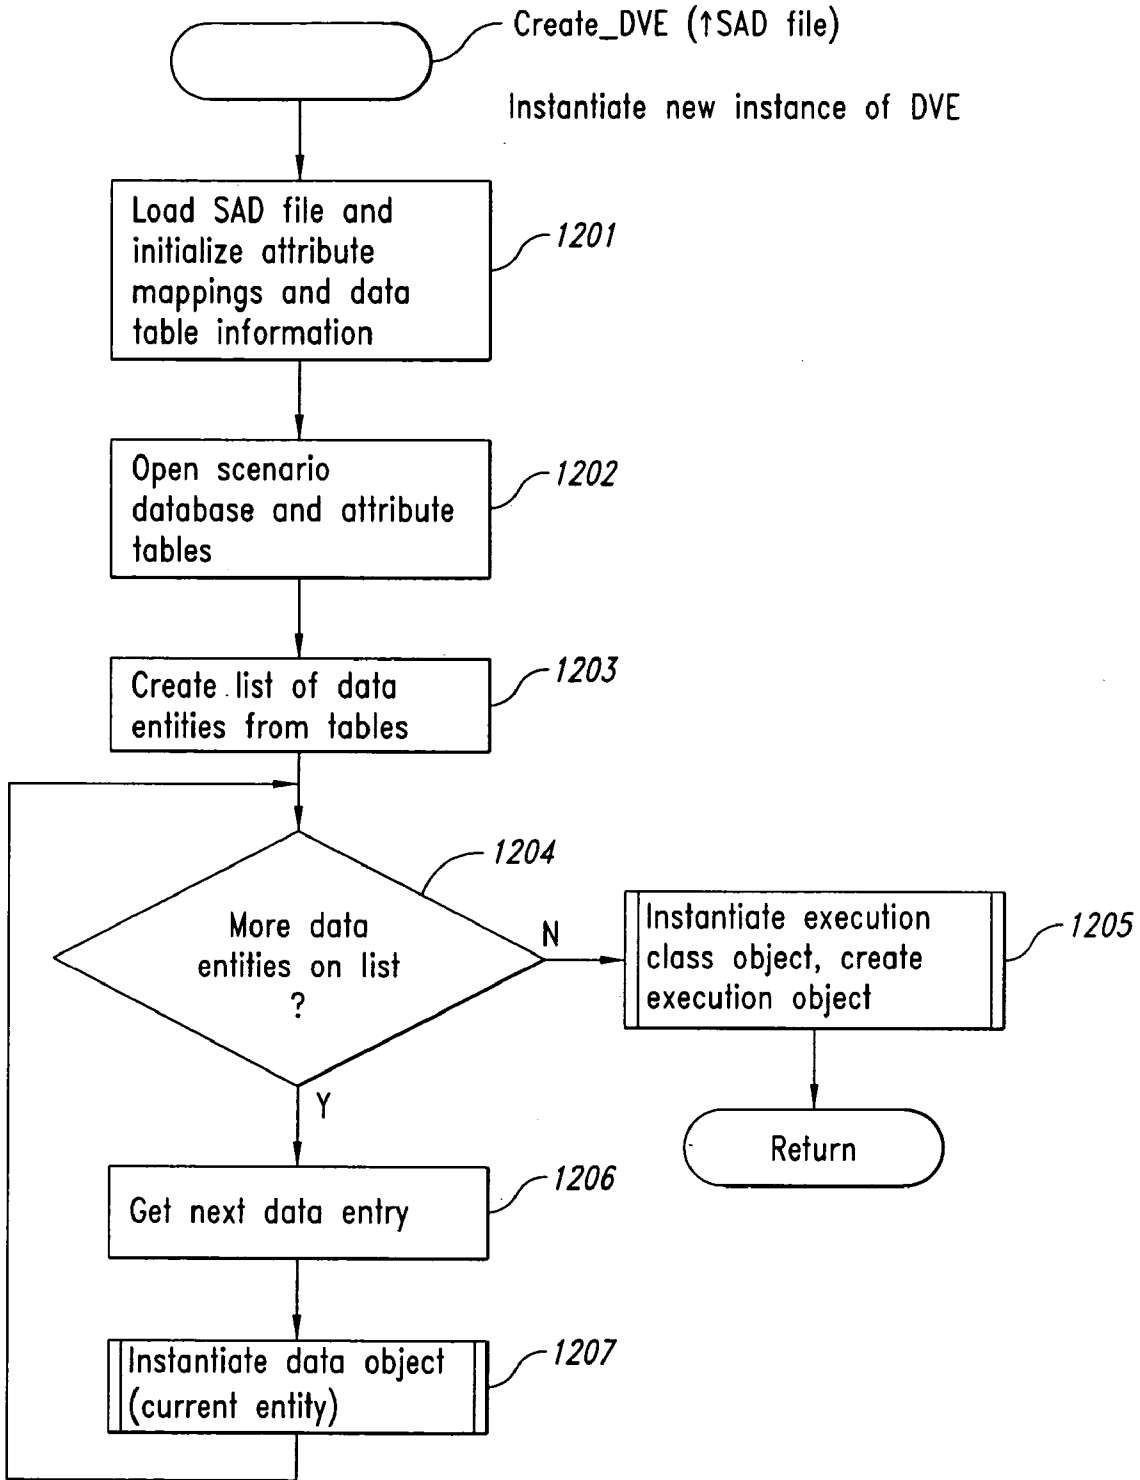 Create_DVE (↑SAD file)
Instantiate new instance of DVE
Load SAD file and
initialize attribute
mappings and data
table information
1201
Open scenario
database and attribute
tables
1202
Create list of data
entities from tables
1203
More data
entities on list
?
1204
N
Instantiate execution
class object, create
execution object
1205
Return
Y
Get next data entry
1206
Instantiate data object
(current entity)
1207